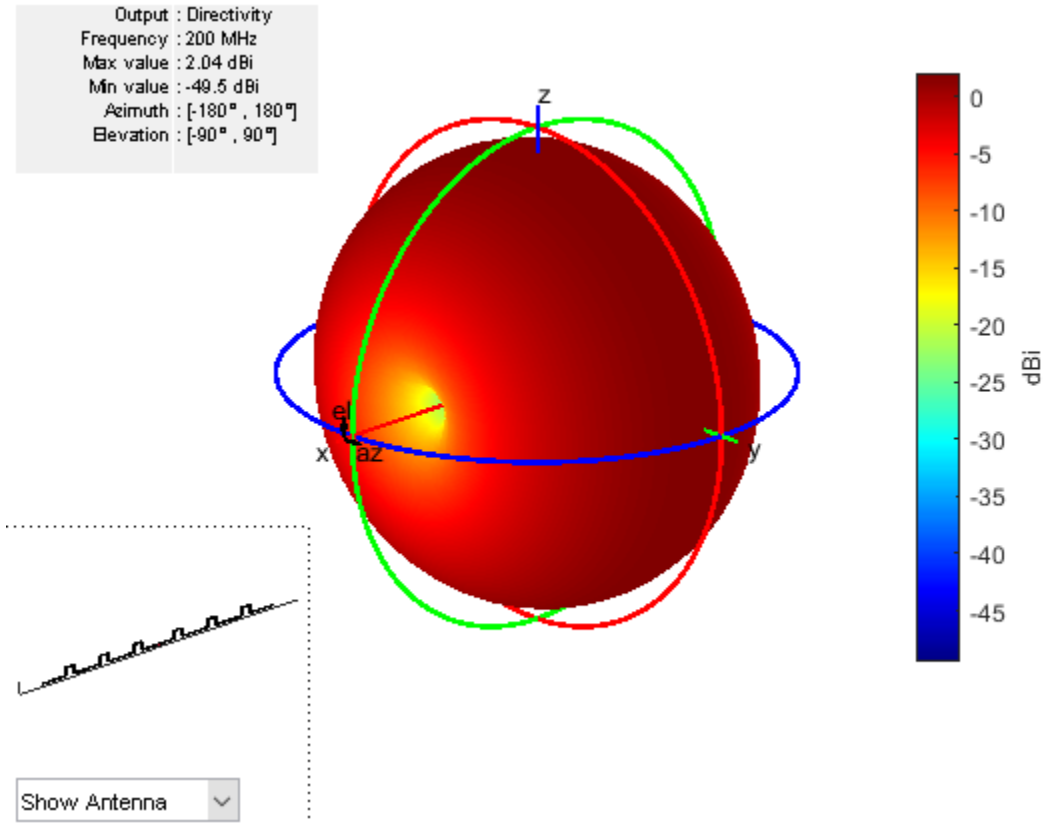 Output : Directivity
Frequency : 200 MHz
Max value : 2.04 dBi
Min value : -49.5 dBi
Azimuth : [-180° , 180°]
Elevation : [-90° , 90°]
z
el
x
az
y
0
-5
-10
-15
-20
-25
-30
-35
-40
-45
dBi
Show Antenna